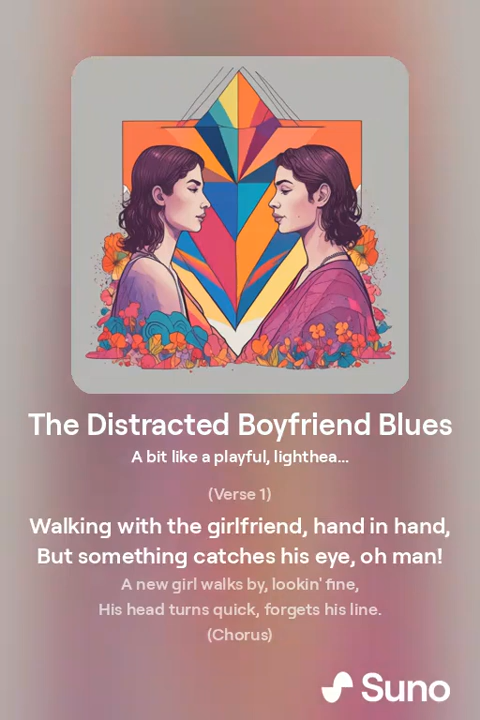 The Distracted Boyfriend Blues
A bit like a playful, lighthea...
(Verse 1)
Walking with the girlfriend, hand in hand,
But something catches his eye, oh man!
A new girl walks by, lookin' fine,
His head turns quick, forgets his line.
(Chorus)
Suno